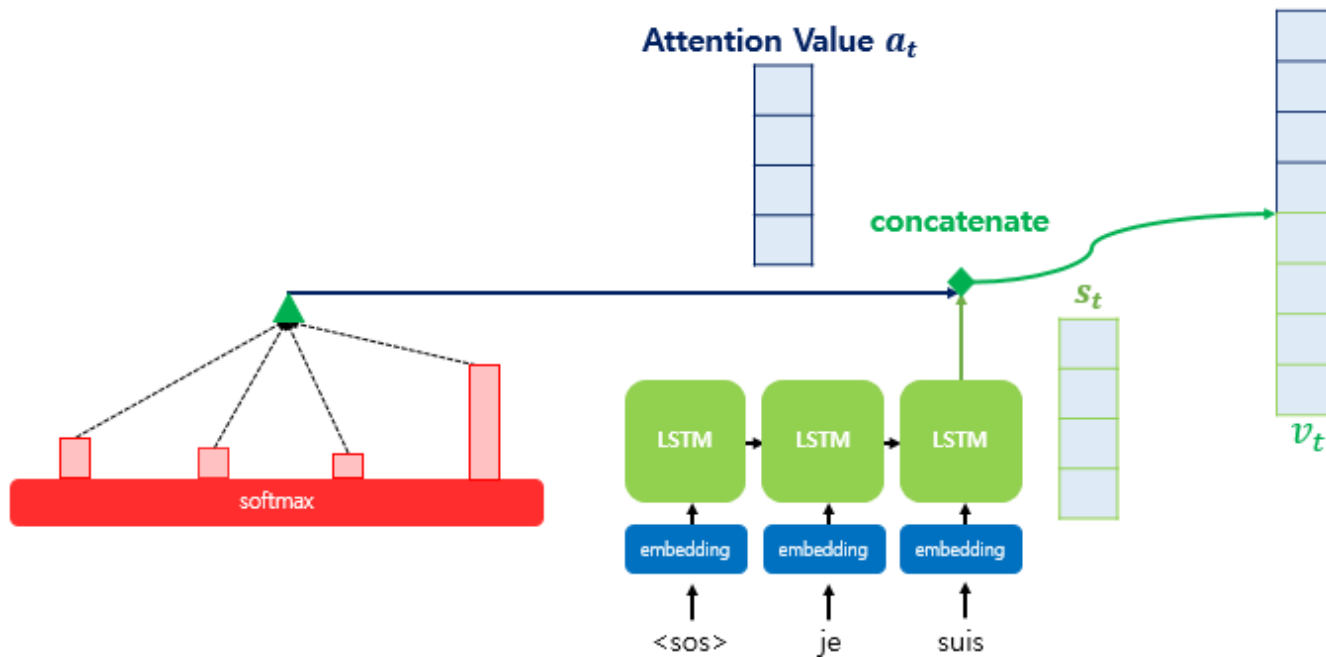 Attention Value a_t
concatenate
s_t
v_t
LSTM LSTM LSTM
softmax
embedding embedding embedding
<sos> je suis